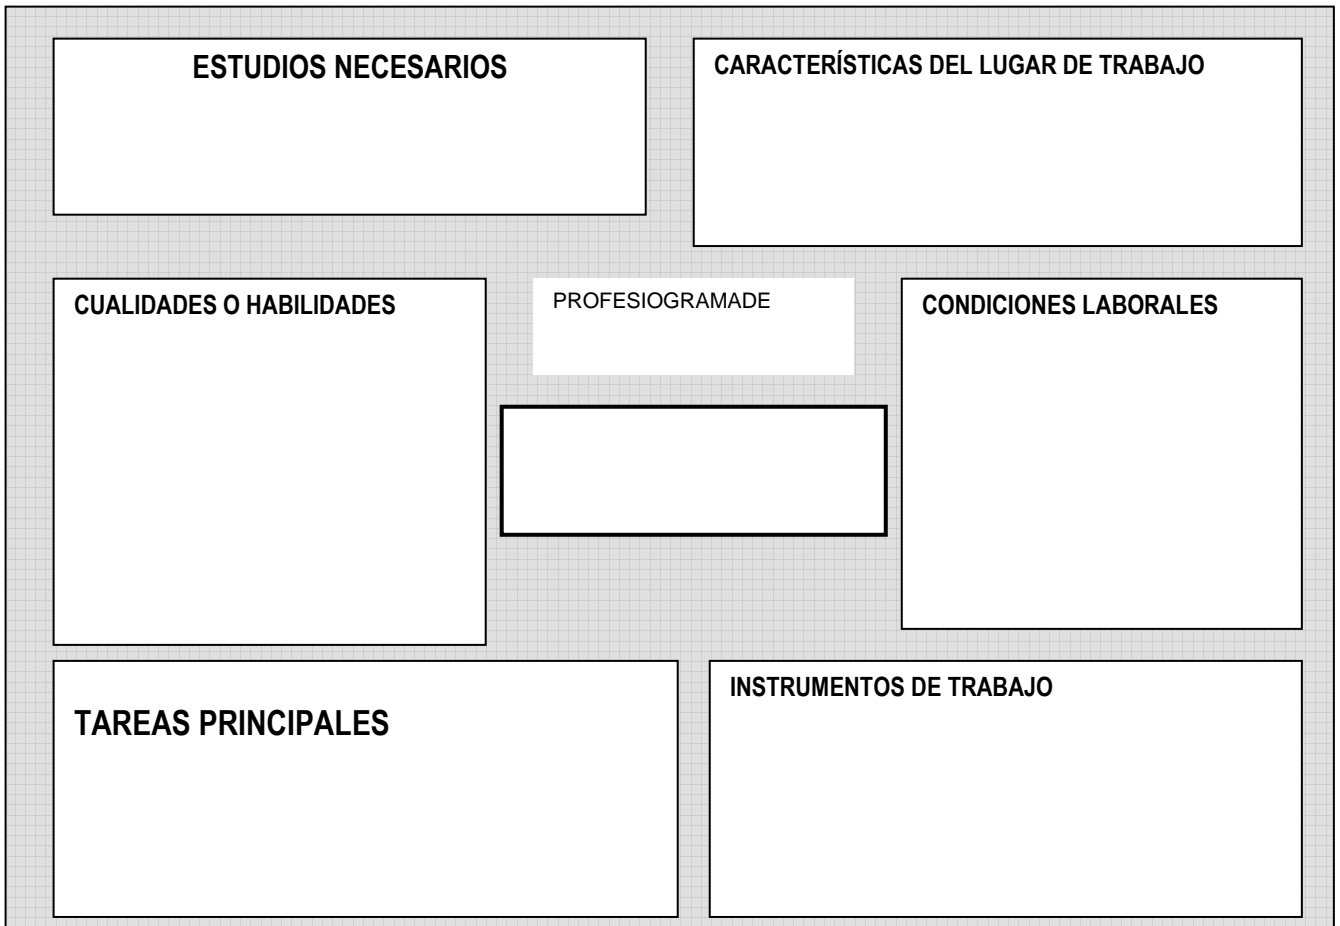 ESTUDIOS NECESARIOS
CARACTERÍSTICAS DEL LUGAR DE TRABAJO
CUALIDADES O HABILIDADES
PROFESIOGRAMADE
CONDICIONES LABORALES
TAREAS PRINCIPALES
INSTRUMENTOS DE TRABAJO